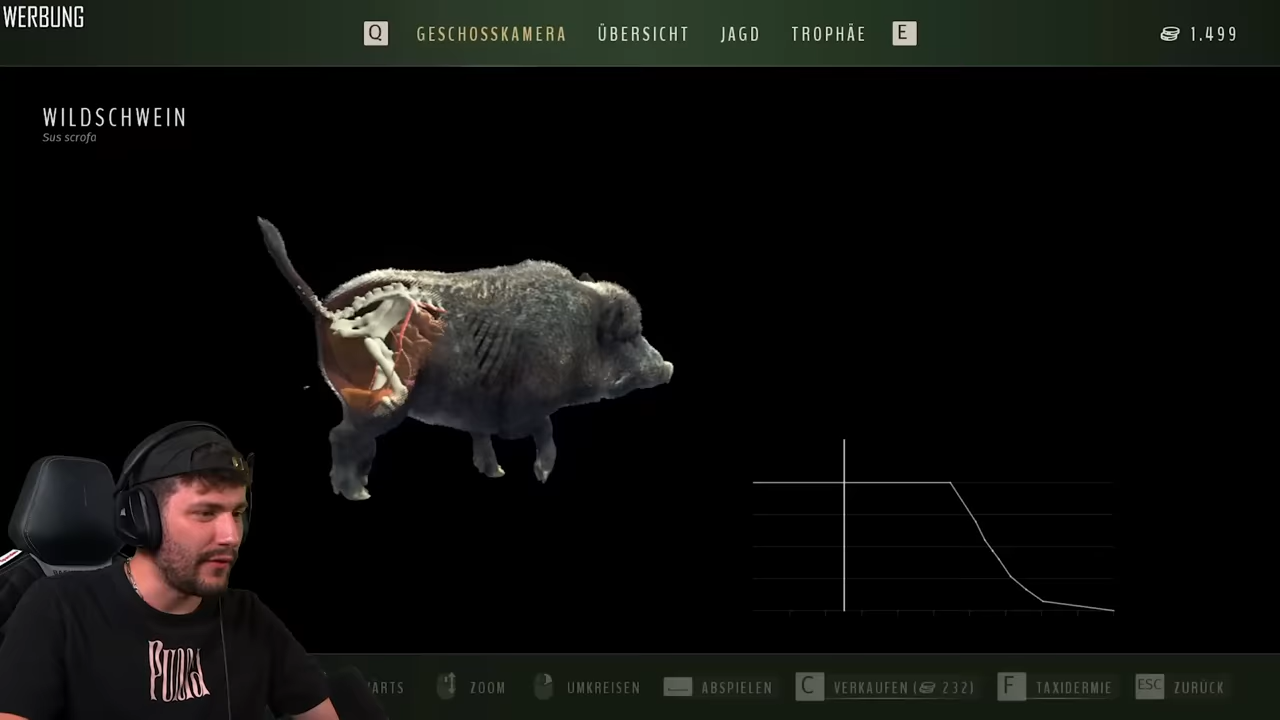 WERBUNG
Q GESCHOSSKAMERA ÜBERSICHT JAGD TROPHÄE E
1.499
WILDSCHWEIN
Sus scrofa
ZOOM UMKREISEN ABSPIELEN C VERKAUFEN ( 232) F TAXIDERMIE ESC ZURÜCK